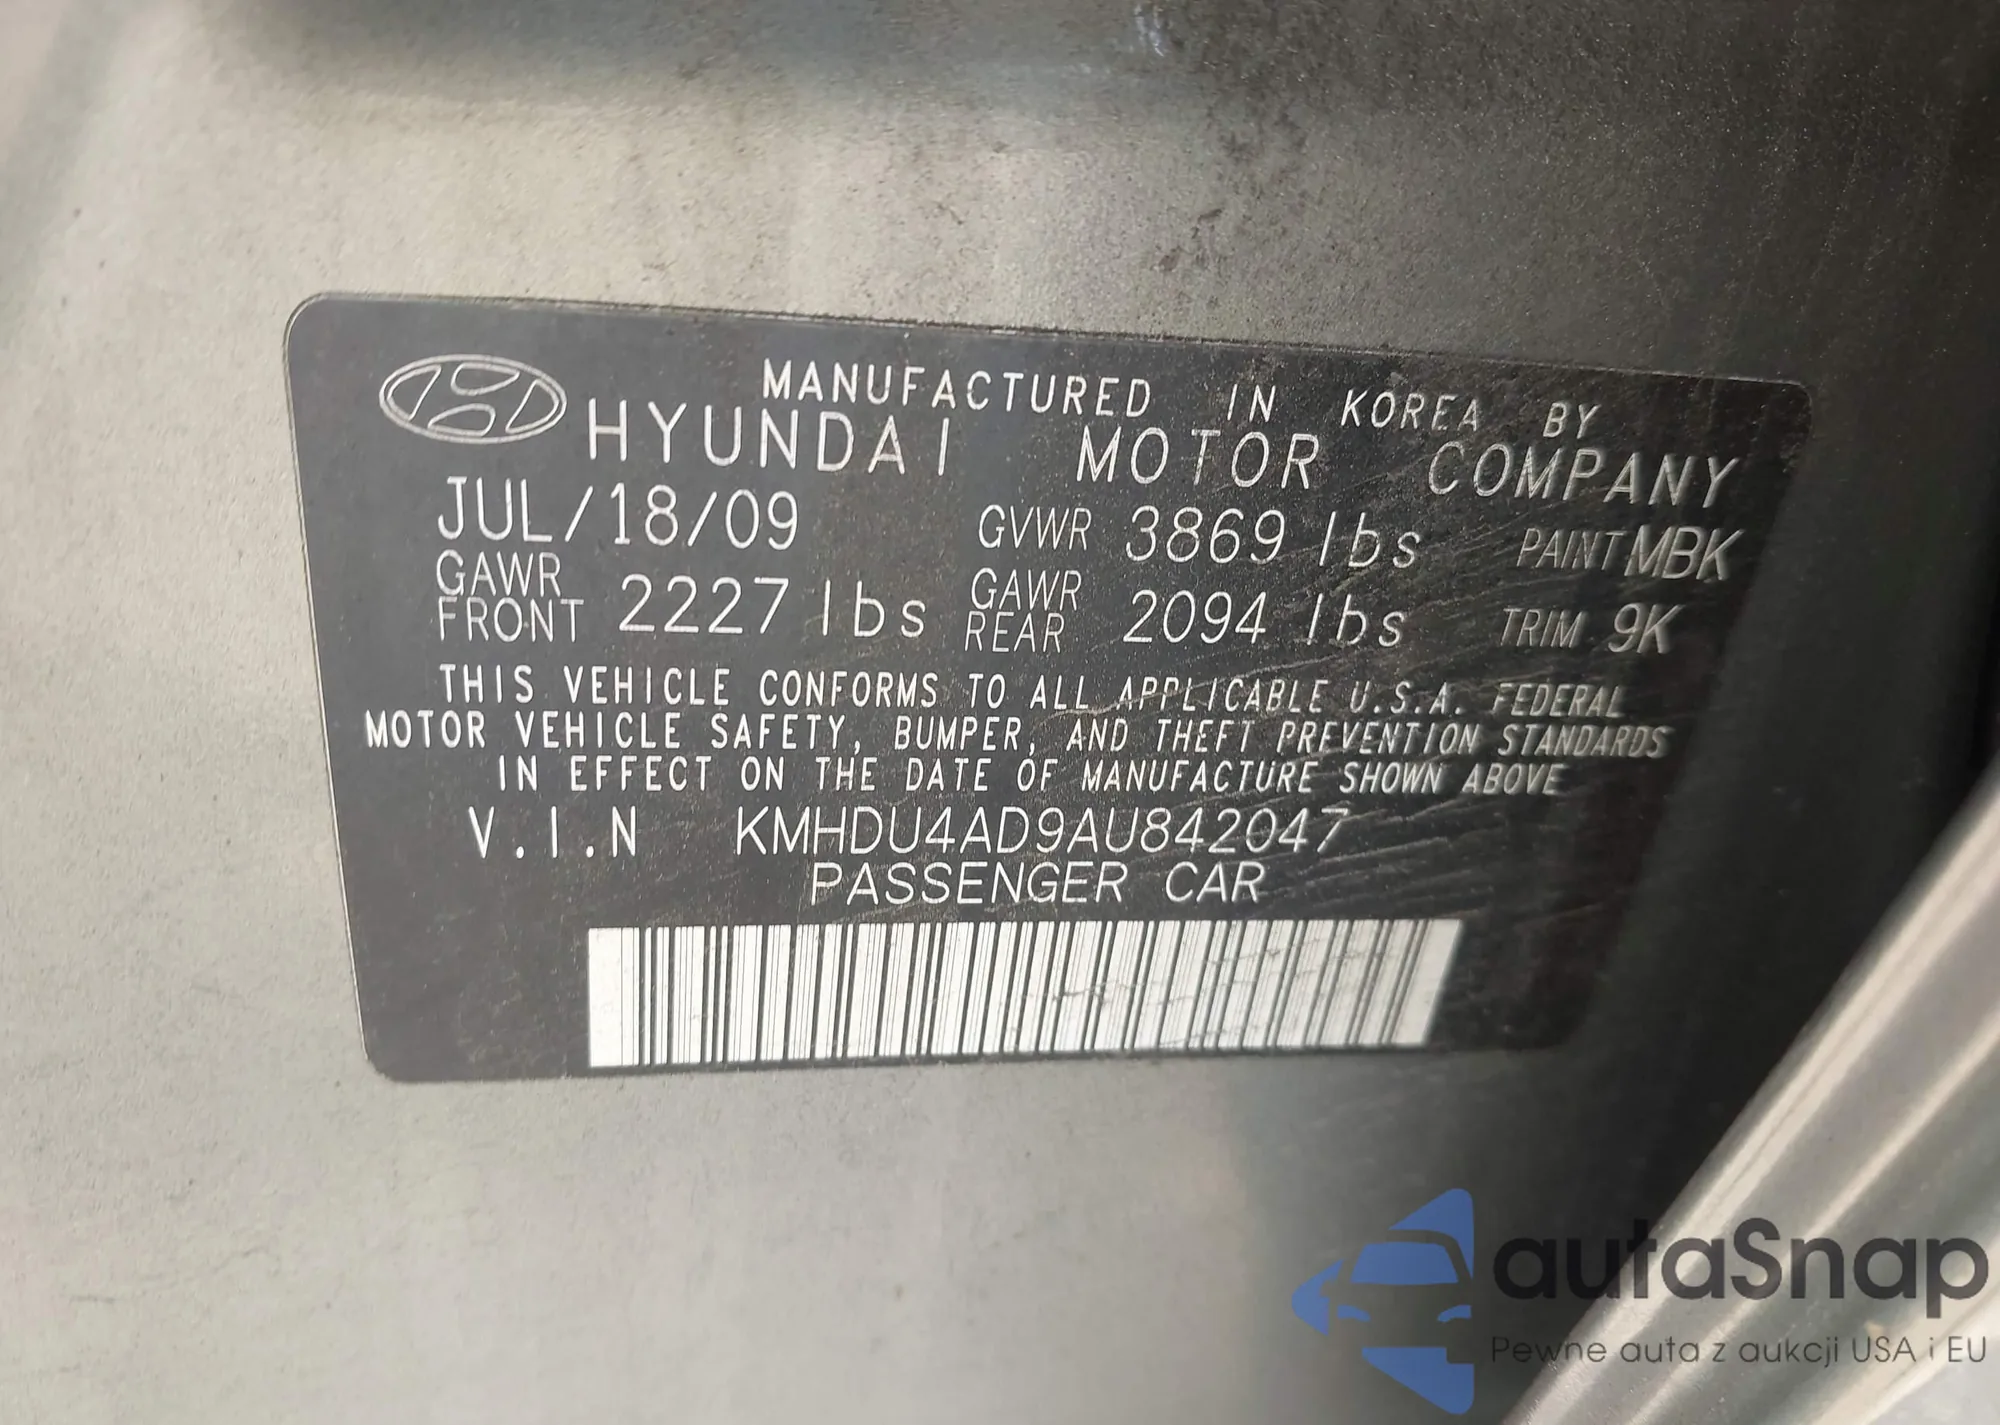 MANUFACTURED IN KOREA BY
HYUNDAI MOTOR COMPANY
JUL/18/09 GVWR 3869 lbs PAINT MBK
GAWR FRONT 2227 lbs GAWR REAR 2094 lbs TRIM 9K
THIS VEHICLE CONFORMS TO ALL APPLICABLE U.S.A. FEDERAL
MOTOR VEHICLE SAFETY, BUMPER, AND THEFT PREVENTION STANDARDS
IN EFFECT ON THE DATE OF MANUFACTURE SHOWN ABOVE
V.I.N KMHDU4AD9AU842047
PASSENGER CAR
autaSnap
Pewne auta z aukcji USA i EU